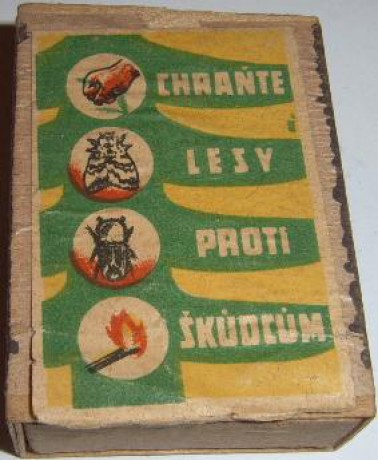 CHRAŇTE
LESY
PROTI
ŠKŮDCŮM